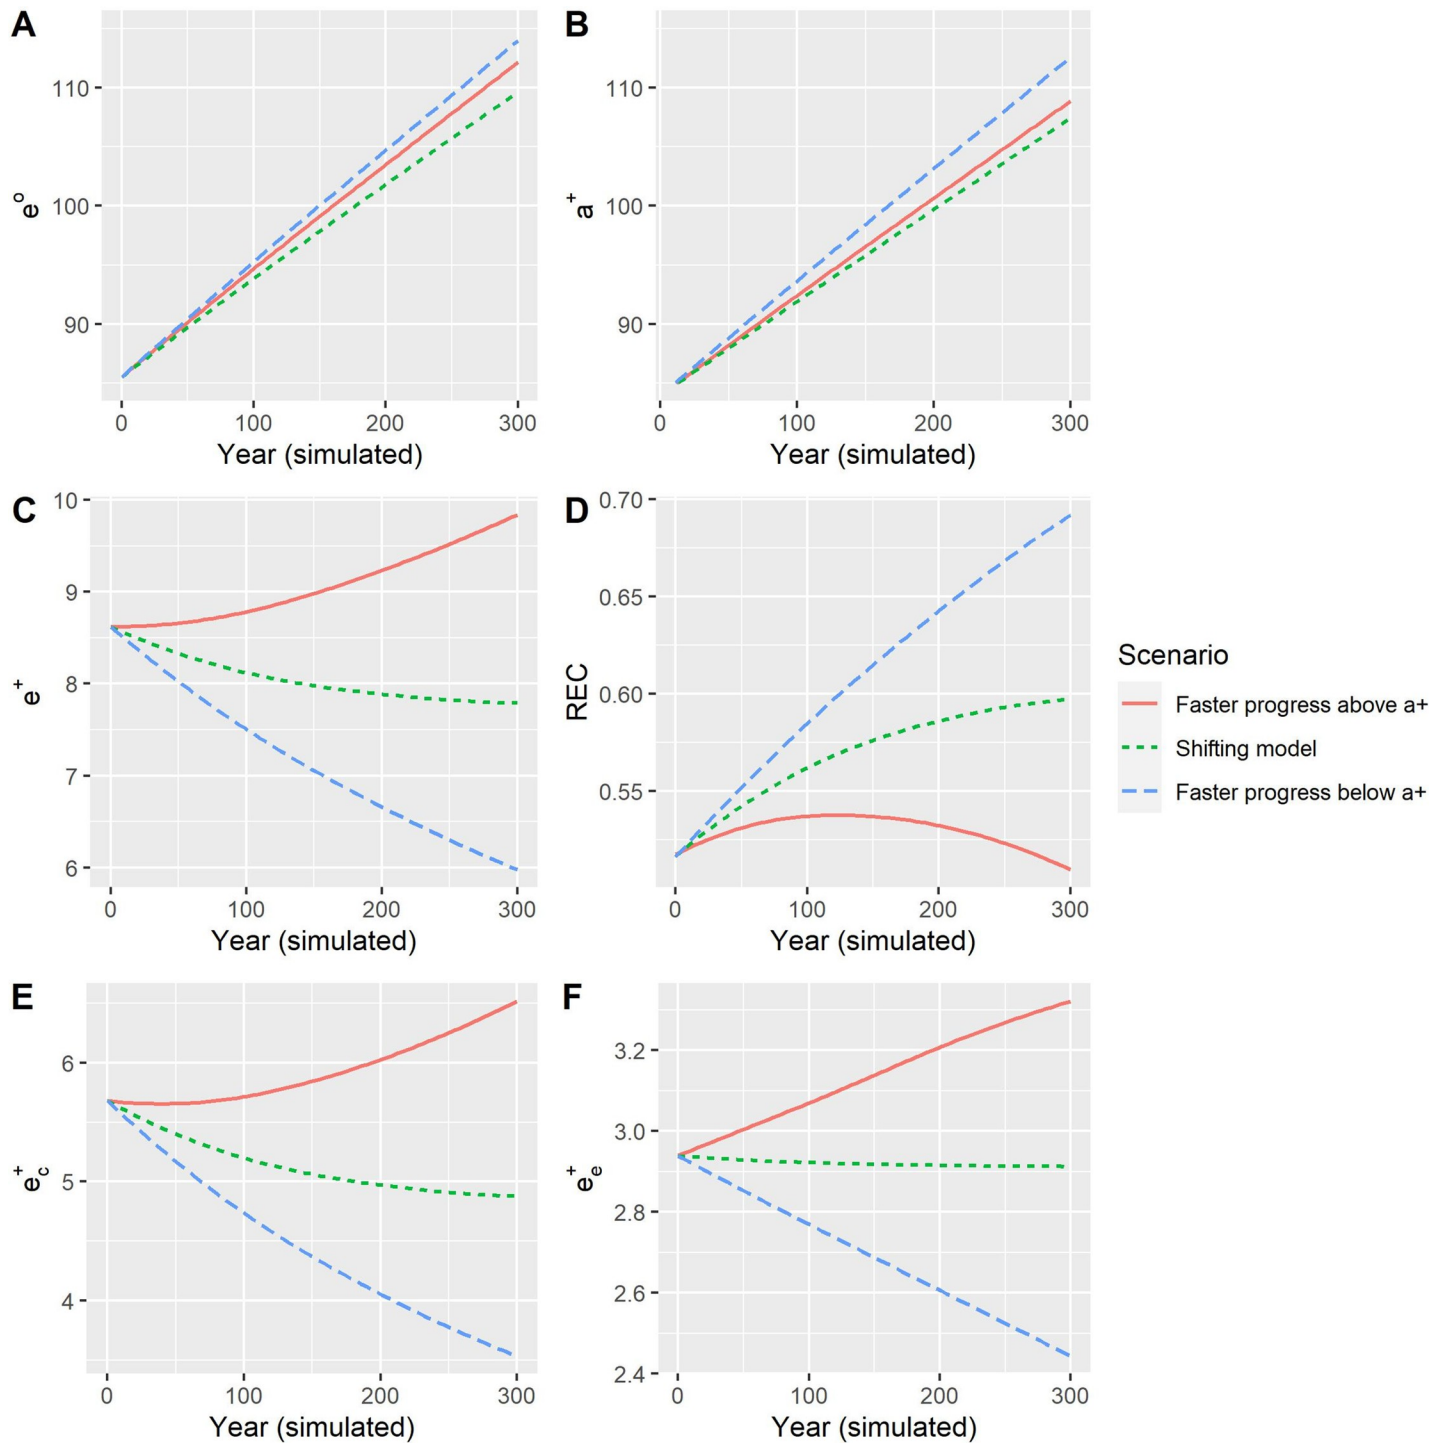 A
e°
110
100
90
0 100 200 300
Year (simulated)
B
a+
110
100
90
0 100 200 300
Year (simulated)
C
e+
10
9
8
7
6
0 100 200 300
Year (simulated)
D
REC
0.70
0.65
0.60
0.55
0 100 200 300
Year (simulated)
Scenario
Faster progress above a+
Shifting model
Faster progress below a+
E
e+c
6
5
4
0 100 200 300
Year (simulated)
F
e+e
3.2
3.0
2.8
2.6
2.4
0 100 200 300
Year (simulated)